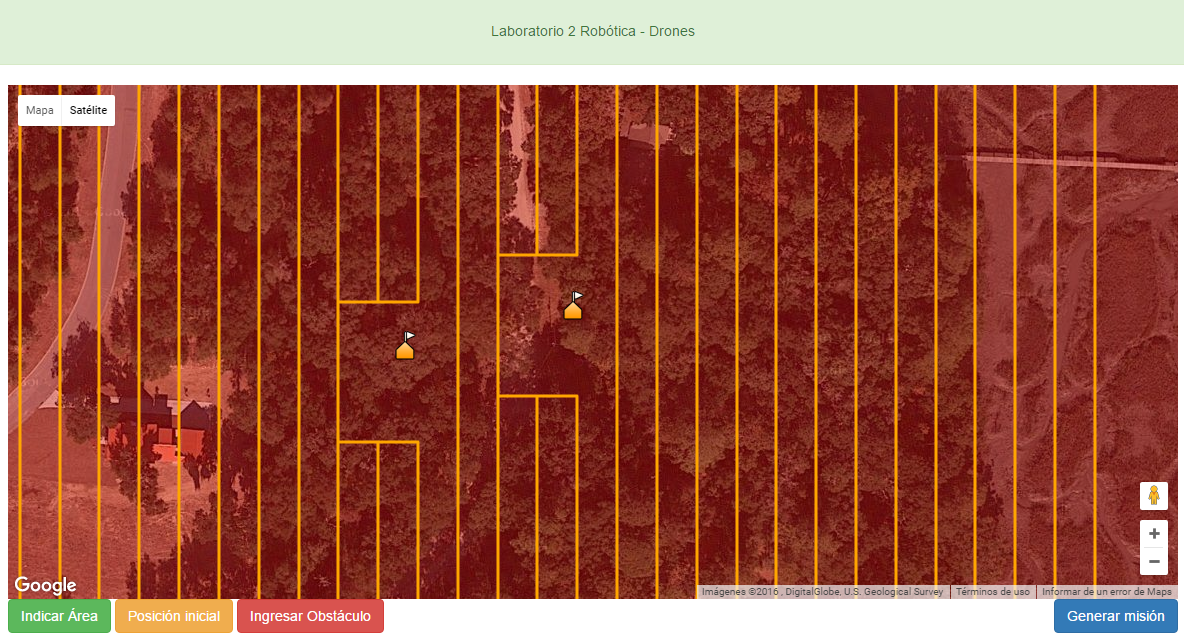 Laboratorio 2 Robótica - Drones
Mapa Satélite
Google
Imágenes ©2016 , DigitalGlobe, U.S. Geological Survey Términos de uso Informar de un error de Maps
Indicar Área Posición inicial Ingresar Obstáculo Generar misión